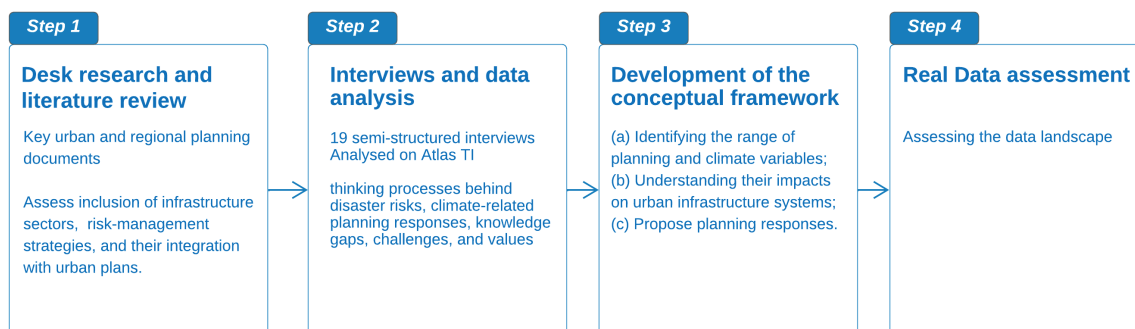 Step 1
Desk research and
literature review
Key urban and regional planning
documents
Assess inclusion of infrastructure
sectors,  risk-management
strategies, and their integration
with urban plans.
Step 2
Interviews and data
analysis
19 semi-structured interviews
Analysed on Atlas TI
thinking processes behind
disaster risks, climate-related
planning responses, knowledge
gaps, challenges, and values
Step 3
Development of the
conceptual framework
(a) Identifying the range of
planning and climate variables;
(b) Understanding their impacts
on urban infrastructure systems;
(c) Propose planning responses.
Step 4
Real Data assessment
Assessing the data landscape